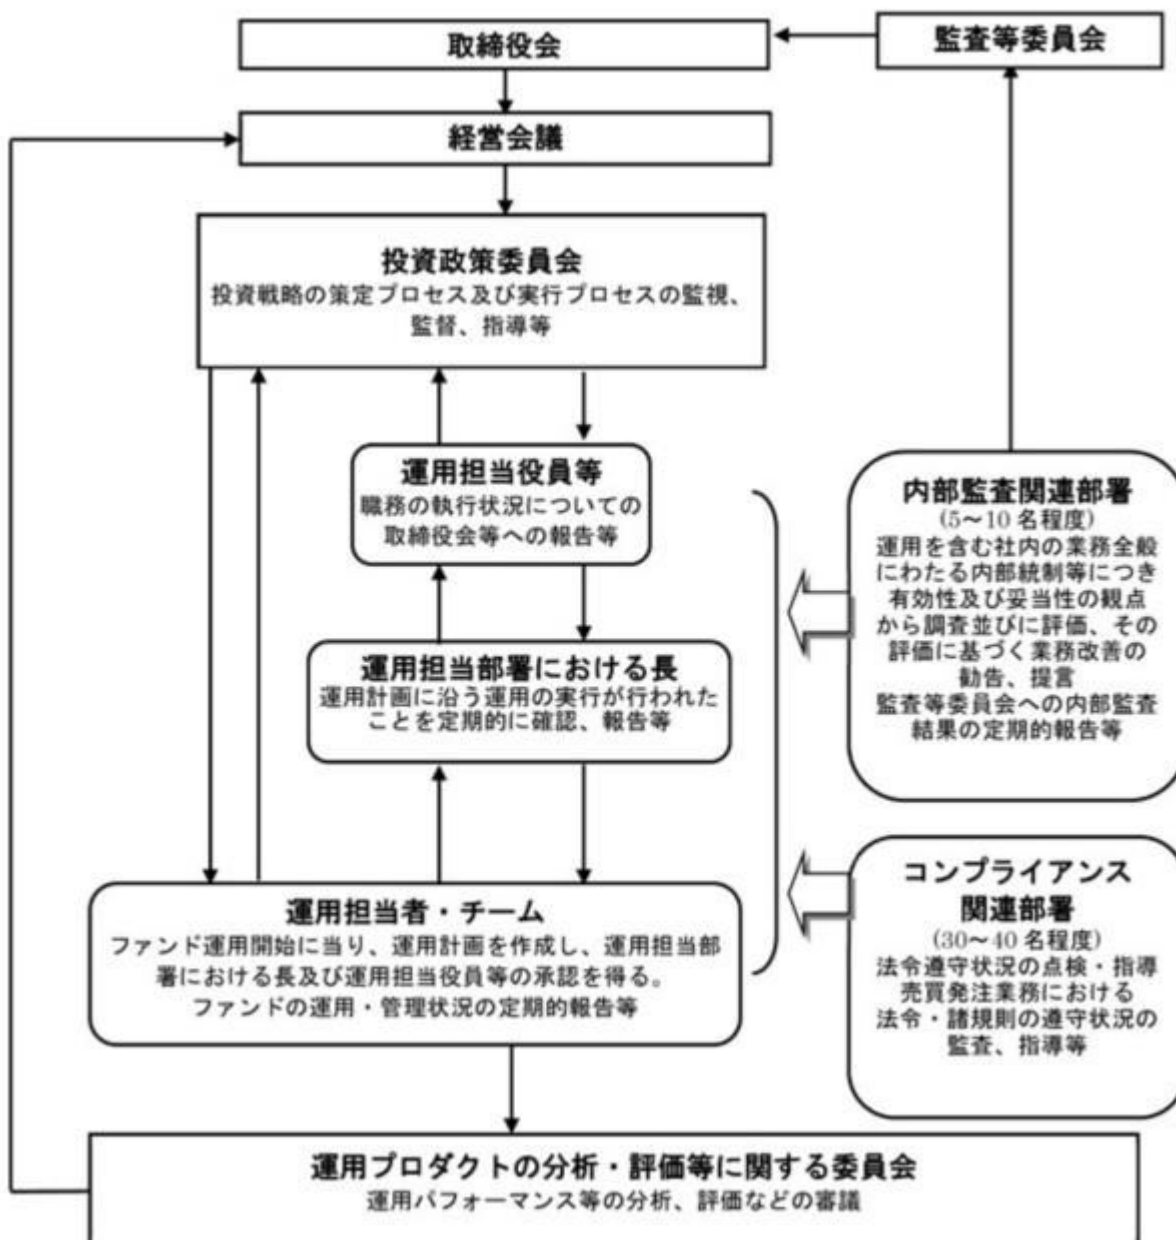 取締役会
監査等委員会
経営会議
投資政策委員会
投資戦略の策定プロセス及び実行プロセスの監視、
監督、指導等
運用担当役員等
職務の執行状況についての
取締役会等への報告等
運用担当部署における長
運用計画に沿う運用の実行が行われた
ことを定期的に確認、報告等
運用担当者・チーム
ファンド運用開始に当り、運用計画を作成し、運用担当部
署における長及び運用担当役員等の承認を得る。
ファンドの運用・管理状況の定期的報告等
内部監査関連部署
(5～10 名程度)
運用を含む社内の業務全般
にわたる内部統制等につき
有効性及び妥当性の観点
から調査並びに評価、その
評価に基づく業務改善の
勧告、提言
監査等委員会への内部監査
結果の定期的報告等
コンプライアンス
関連部署
(30～40 名程度)
法令遵守状況の点検・指導
売買発注業務における
法令・諸規則の遵守状況の
監査、指導等
運用プロダクトの分析・評価等に関する委員会
運用パフォーマンス等の分析、評価などの審議